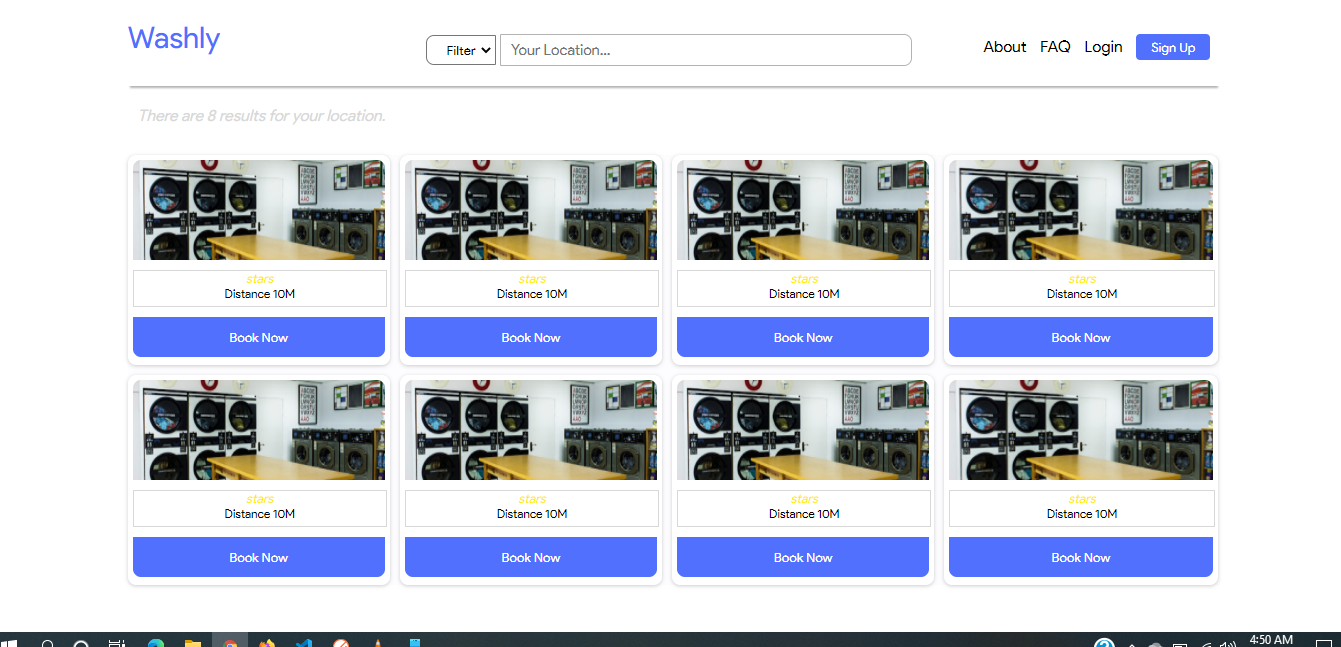 Washly
Filter
Your Location...
About FAQ Login Sign Up
There are 8 results for your location.
stars stars stars stars
Distance 10M Distance 10M Distance 10M Distance 10M
Book Now Book Now Book Now Book Now
stars stars stars stars
Distance 10M Distance 10M Distance 10M Distance 10M
Book Now Book Now Book Now Book Now
4:50 AM